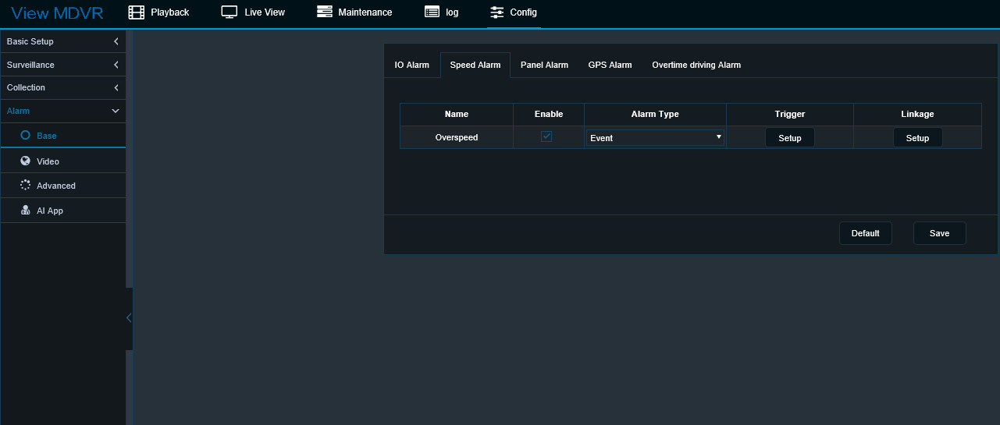 View MDVR Playback Live View Maintenance log Config
Basic Setup
Surveillance
Collection
Alarm
Base
Video
Advanced
AI App
IO Alarm Speed Alarm Panel Alarm GPS Alarm Overtime driving Alarm
Name Enable Alarm Type Trigger Linkage
Overspeed Event Setup Setup
Default Save